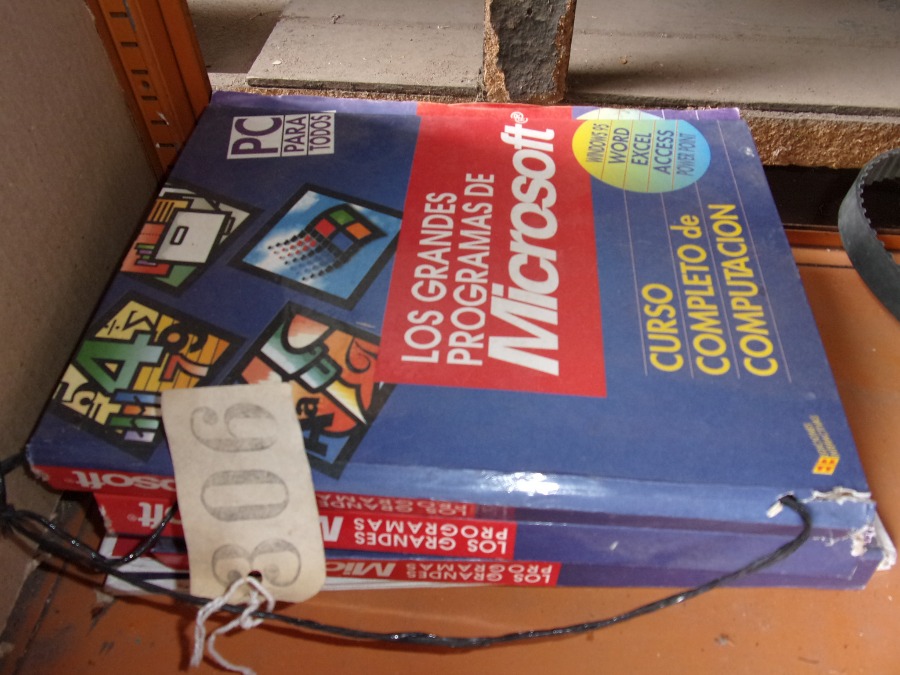 PC
PARA
TODOS
LOS GRANDES
PROGRAMAS DE
Microsoft®
WINDOWS 95
WORD
EXCEL
ACCESS
POWER POINT
CURSO
COMPLETO de
COMPUTACION
306
LOS GRANDES
PROGRAMAS
LOS GRANDES
PROGRAMAS